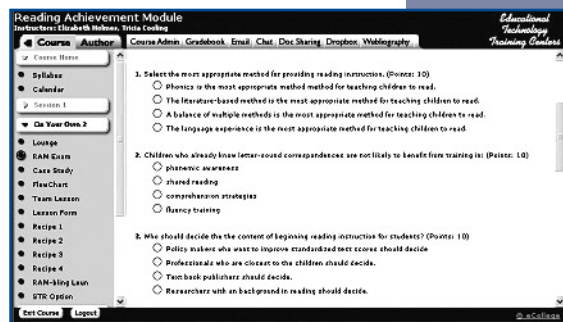 Reading Achievement Module
Instructors: Elizabeth Holmes, Tricia Cooling
Educational
Technology
Training Centers
Course Author Course Admin Gradebook Email Chat Doc Sharing Dropbox Webliography
Course Home
Syllabus
Calendar
Session 1
On Your Own 2
Lounge
RAM Exam
Case Study
FlowChart
Team Lesson
Lesson Form
Recipe 1
Recipe 2
Recipe 3
Recipe 4
RAM-bling Laun
STR Option
Exit Course Logout
1. Select the most appropriate method for providing reading instruction. (Points: 10)
Phonics is the most appropriate method for teaching children to read.
The literature-based method is the most appropriate method for teaching children to read.
A balance of multiple methods is the most appropriate method for teaching children to read.
The language experience is the most appropriate method for teaching children to read.
2. Children who already know letter-sound correspondences are not likely to benefit from training in: (Points: 10)
phonemic awareness
shared reading
comprehension strategies
fluency training
3. Who should decide the the content of beginning reading instruction for students? (Points: 10)
Policy makers who want to improve standardized test scores should decide
Professionals who are closest to the children should decide.
Text book publishers should decide.
Researchers with an background in reading should decide.
© eCollege